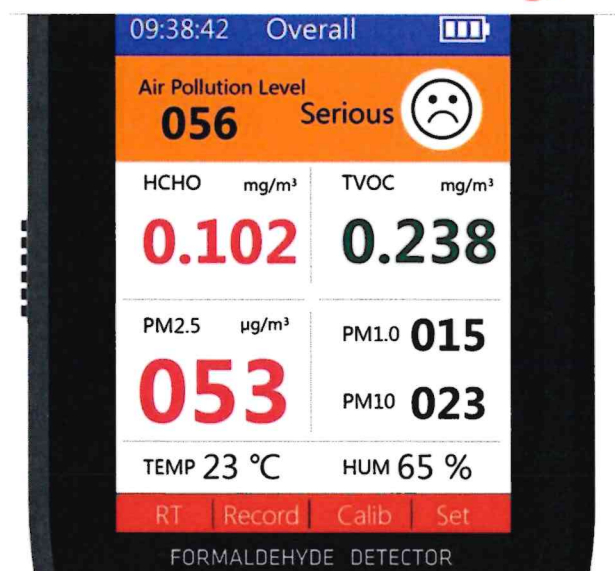 09:38:42 Overall
Air Pollution Level
056 Serious
HCHO mg/m³ TVOC mg/m³
0.102 0.238
PM2.5 µg/m³ PM1.0 015
053 PM10 023
TEMP 23 °C HUM 65 %
RT Record Calib Set
FORMALDEHYDE DETECTOR